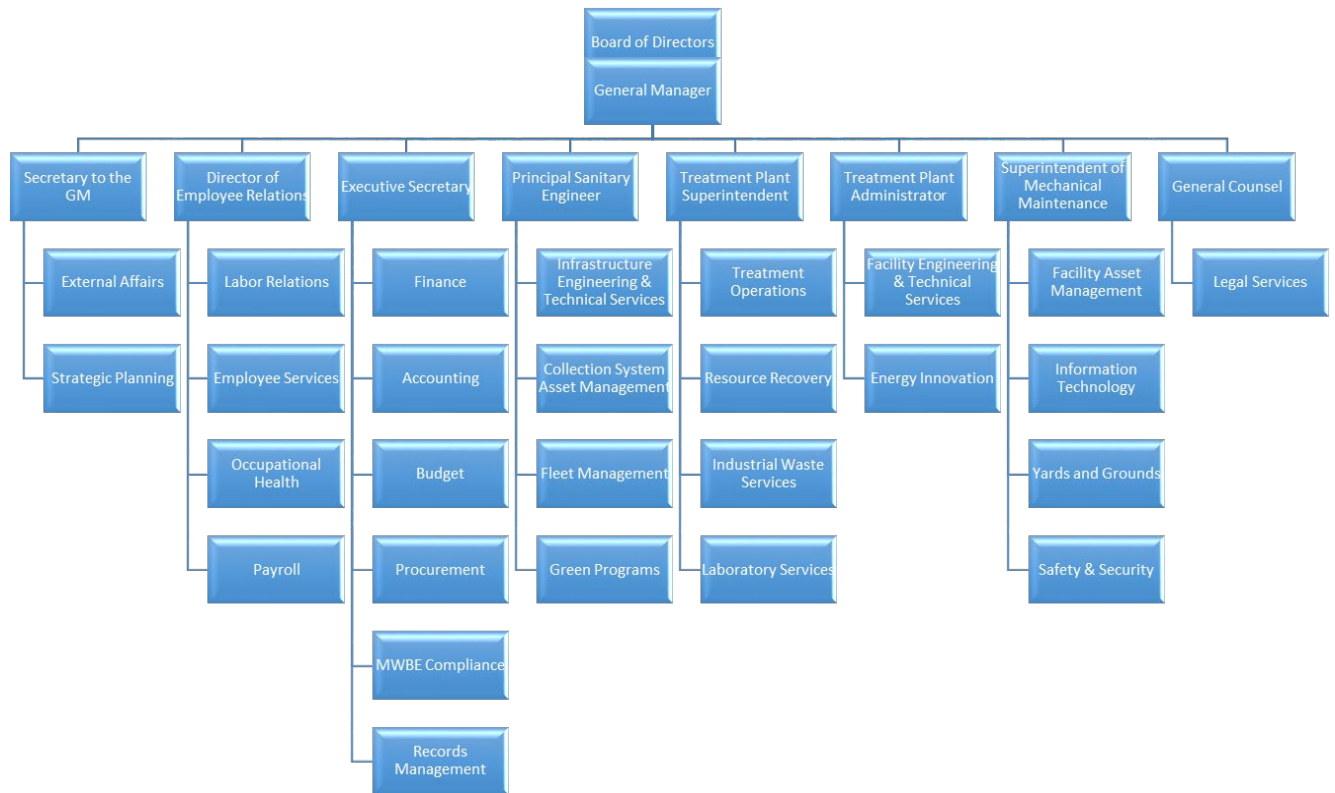 Board of Directors
General Manager
Secretary to the
GM
Director of
Employee Relations
Executive Secretary
Principal Sanitary
Engineer
Treatment Plant
Superintendent
Treatment Plant
Administrator
Superintendent of
Mechanical
Maintenance
General Counsel
External Affairs
Labor Relations
Finance
Infrastructure
Engineering &
Technical Services
Treatment
Operations
Facility Engineering
& Technical
Services
Facility Asset
Management
Legal Services
Strategic Planning
Employee Services
Accounting
Collection System
Asset Management
Resource Recovery
Energy Innovation
Information
Technology
Occupational
Health
Budget
Fleet Management
Industrial Waste
Services
Yards and Grounds
Payroll
Procurement
Green Programs
Laboratory Services
Safety & Security
MWBE Compliance
Records
Management